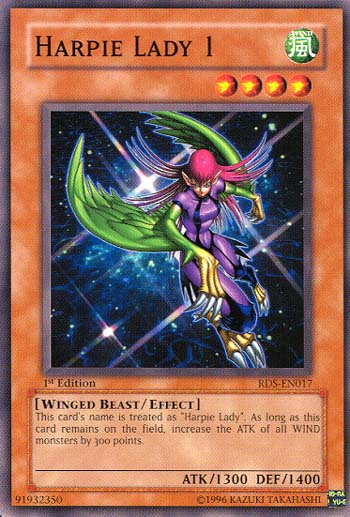 HARPIE LADY 1
WIND
風
1st Edition
RDS-EN017
[WINGED BEAST/EFFECT]
This card's name is treated as "Harpie Lady". As long as this
card remains on the field, increase the ATK of all WIND
monsters by 300 points.
ATK/1300 DEF/1400
91932350
©1996 KAZUKI TAKAHASHI